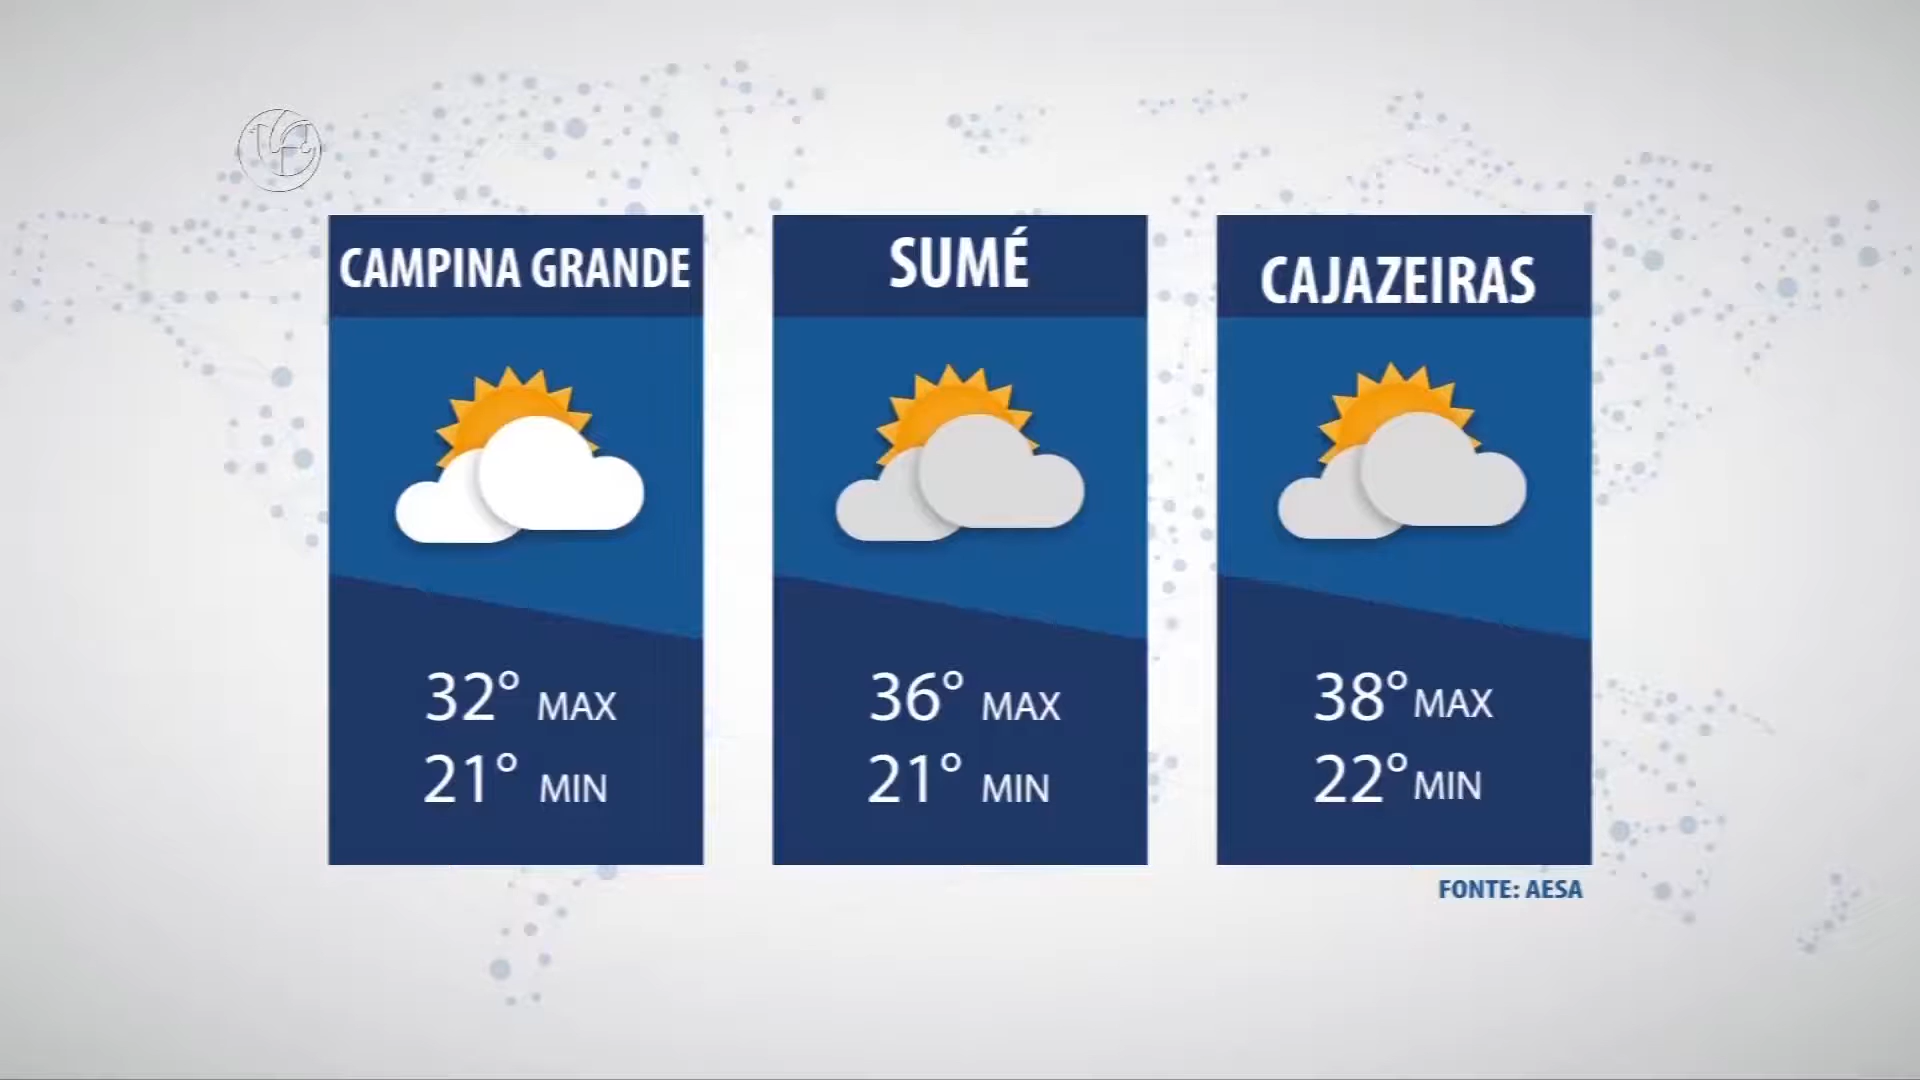 CAMPINA GRANDE
32° MAX
21° MIN
SUMÉ
36° MAX
21° MIN
CAJAZEIRAS
38° MAX
22° MIN
FONTE: AESA